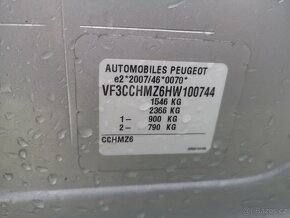 AUTOMOBILES PEUGEOT
e2*2007/46*0070*
VF3CCHMZ6HW100744
1546 KG
2366 KG
1- 900 KG
2- 790 KG
CCHMZ6